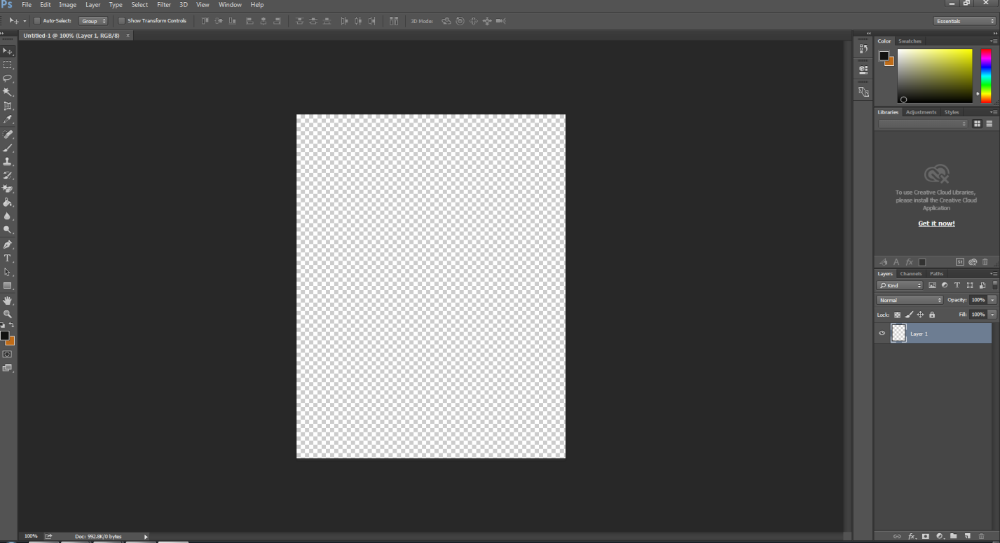 Ps File Edit Image Layer Type Select Filter 3D View Window Help
Auto-Select: Group Show Transform Controls 3D Mode: Essentials
Untitled-1 @ 100% (Layer 1, RGB/8) ×
Color Swatches
Libraries Adjustments Styles
To use Creative Cloud Libraries,
please install the Creative Cloud
Application
Get it now!
Layers Channels Paths
Kind
Normal Opacity: 100%
Lock: Fill: 100%
Layer 1
100% Doc: 992.8K/0 bytes